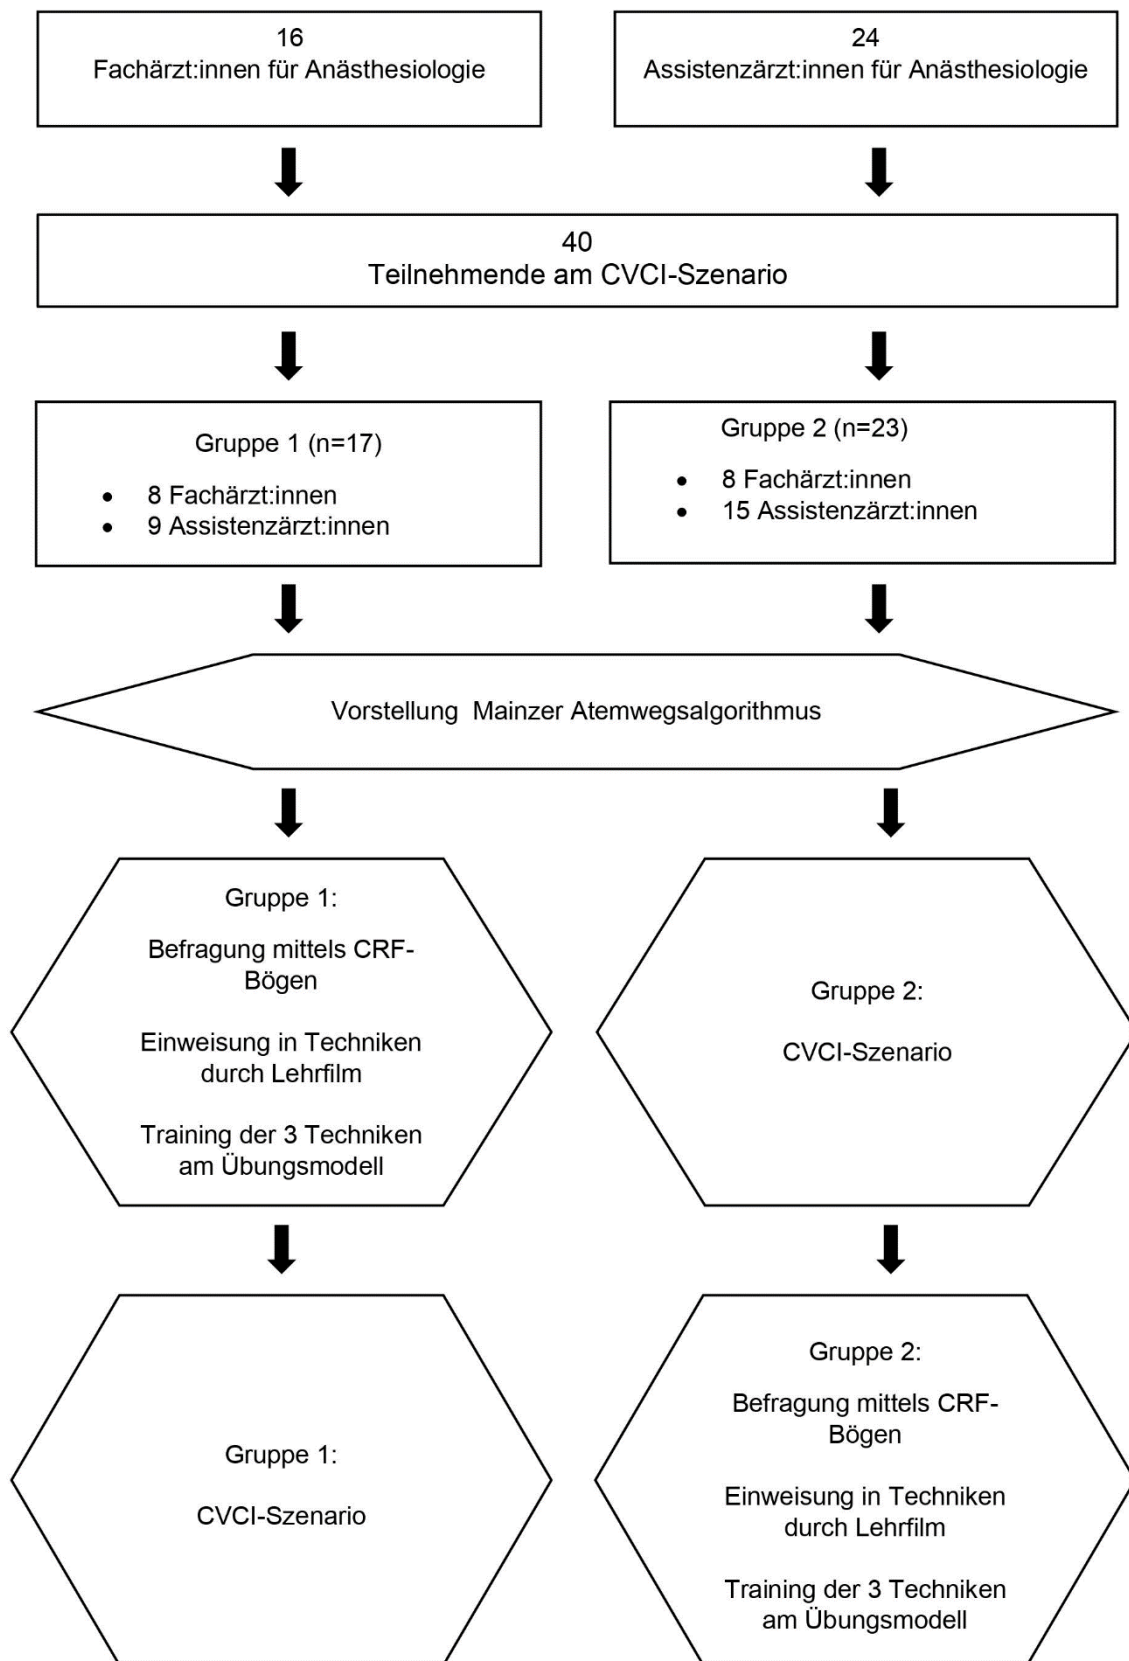 16
Fachärzt:innen für Anästhesiologie
24
Assistenzärzt:innen für Anästhesiologie
40
Teilnehmende am CVCI-Szenario
Gruppe 1 (n=17)
• 8 Fachärzt:innen
• 9 Assistenzärzt:innen
Gruppe 2 (n=23)
• 8 Fachärzt:innen
• 15 Assistenzärzt:innen
Vorstellung Mainzer Atemwegsalgorithmus
Gruppe 1:
Befragung mittels CRF-
Bögen
Einweisung in Techniken
durch Lehrfilm
Training der 3 Techniken
am Übungsmodell
Gruppe 2:
CVCI-Szenario
Gruppe 1:
CVCI-Szenario
Gruppe 2:
Befragung mittels CRF-
Bögen
Einweisung in Techniken
durch Lehrfilm
Training der 3 Techniken
am Übungsmodell